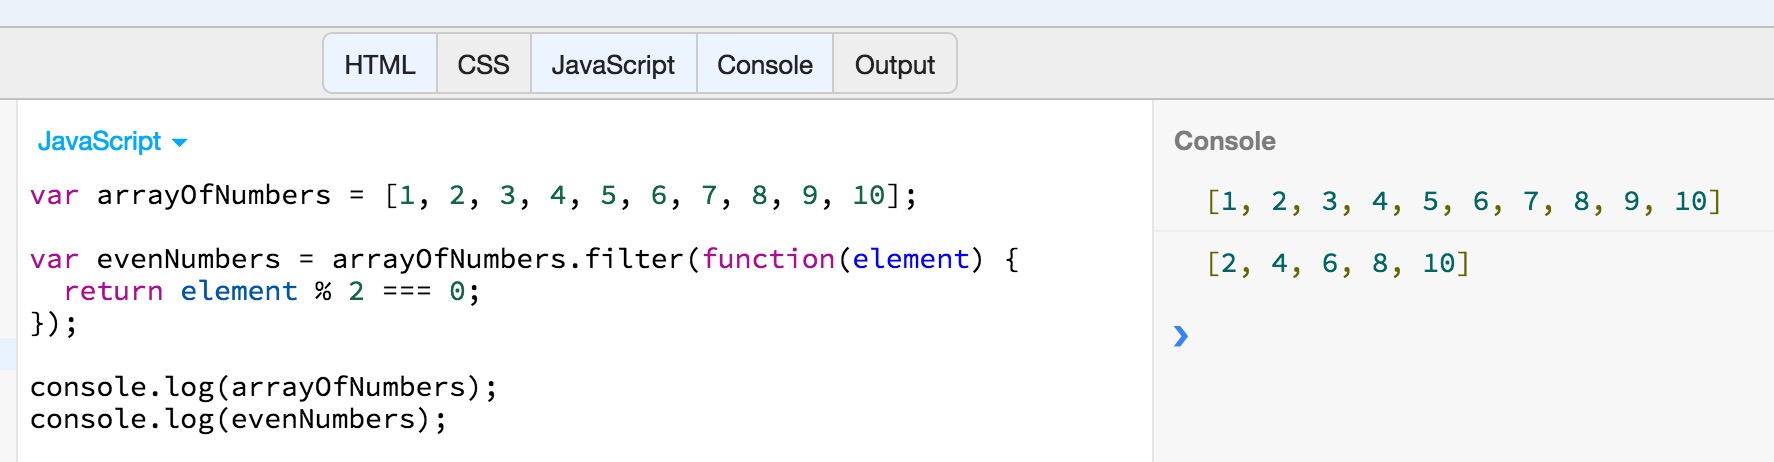 HTML CSS JavaScript Console Output
JavaScript
var arrayOfNumbers = [1, 2, 3, 4, 5, 6, 7, 8, 9, 10];
var evenNumbers = arrayOfNumbers.filter(function(element) {
  return element % 2 === 0;
});
console.log(arrayOfNumbers);
console.log(evenNumbers);
Console
[1, 2, 3, 4, 5, 6, 7, 8, 9, 10]
[2, 4, 6, 8, 10]